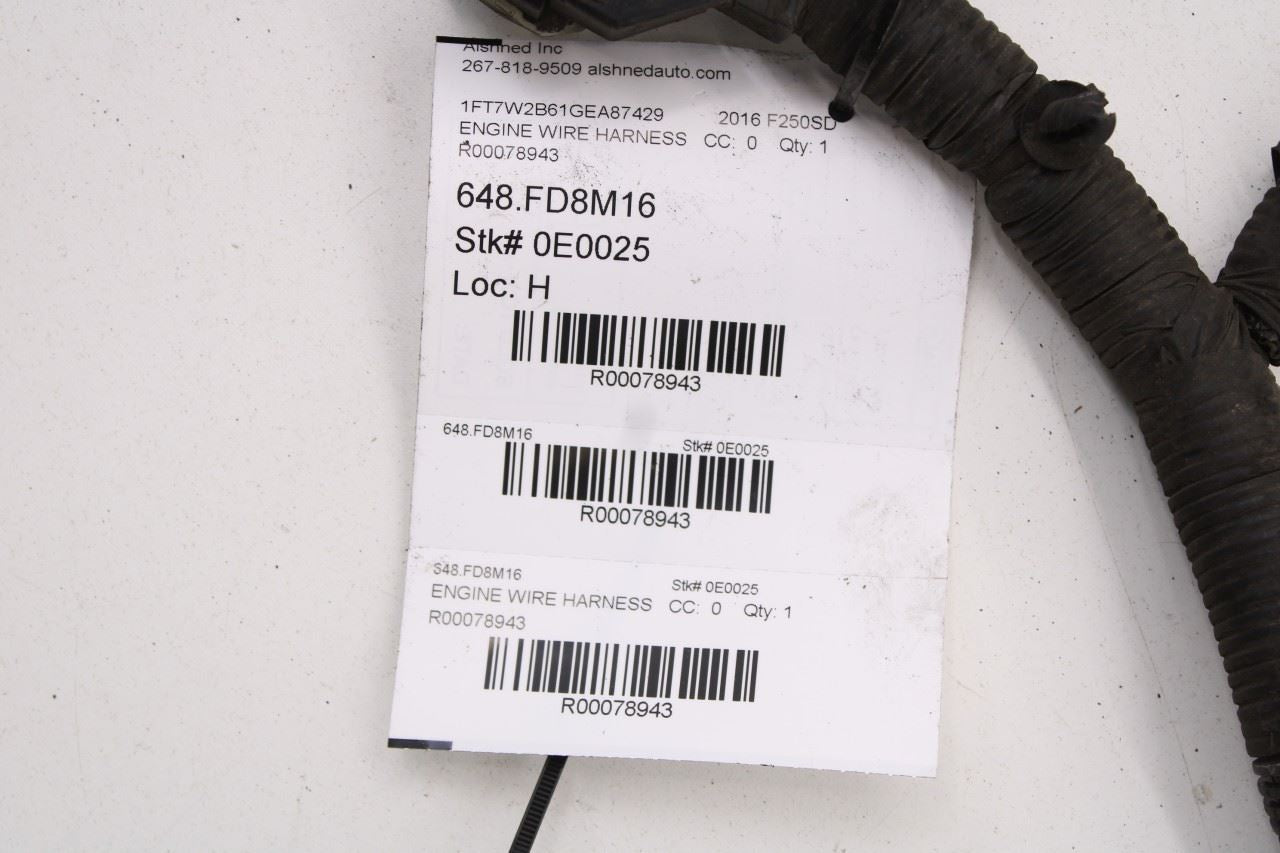 Alshned Inc
267-818-9509 alshnedauto.com
1FT7W2B61GEA87429 2016 F250SD
ENGINE WIRE HARNESS CC: 0 Qty: 1
R00078943
648.FD8M16
Stk# 0E0025
Loc: H
R00078943
648.FD8M16 Stk# 0E0025
R00078943
648.FD8M16 Stk# 0E0025
ENGINE WIRE HARNESS CC: 0 Qty: 1
R00078943
R00078943